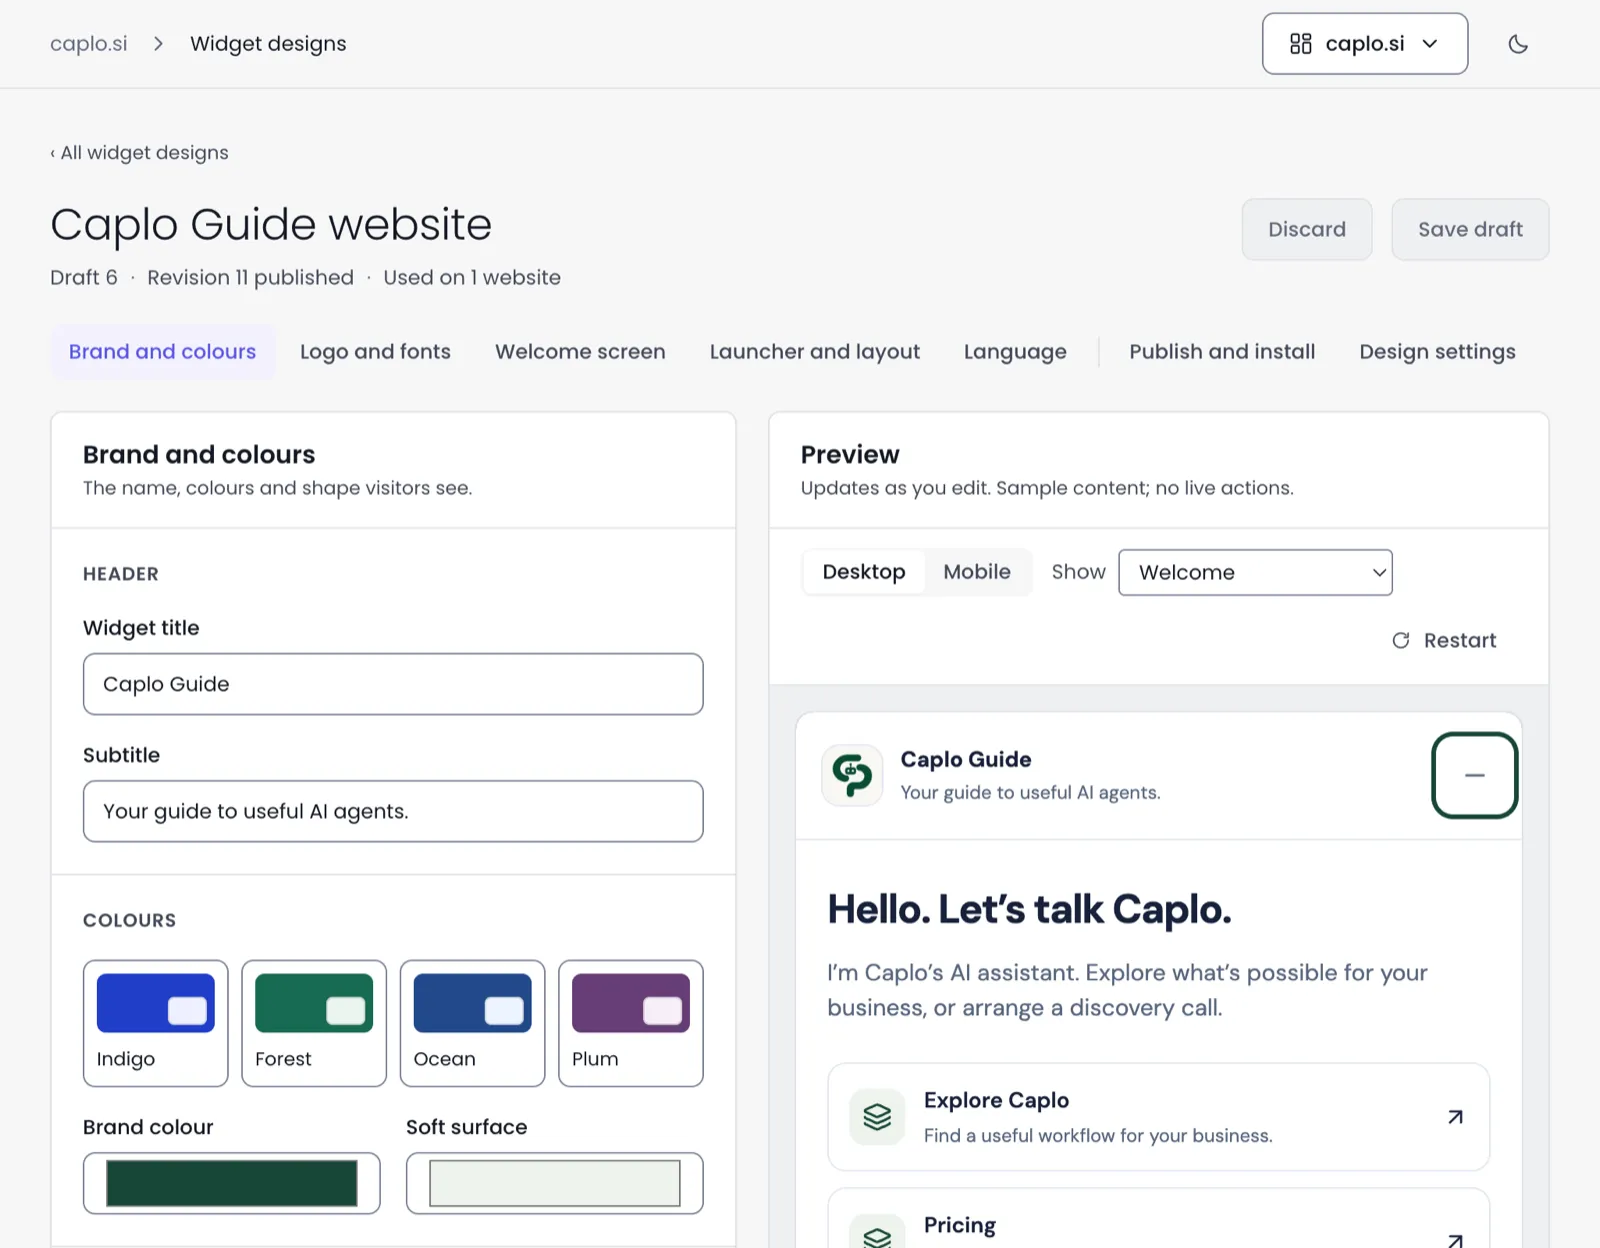 caplo.si > Widget designs
caplo.si
‹ All widget designs
Caplo Guide website
Discard
Save draft
Draft 6 · Revision 11 published · Used on 1 website
Brand and colours
Logo and fonts
Welcome screen
Launcher and layout
Language
Publish and install
Design settings
Brand and colours
The name, colours and shape visitors see.
HEADER
Widget title
Caplo Guide
Subtitle
Your guide to useful AI agents.
COLOURS
Indigo
Forest
Ocean
Plum
Brand colour
Soft surface
Preview
Updates as you edit. Sample content; no live actions.
Desktop
Mobile
Show
Welcome
Restart
Caplo Guide
Your guide to useful AI agents.
Hello. Let’s talk Caplo.
I’m Caplo’s AI assistant. Explore what’s possible for your
business, or arrange a discovery call.
Explore Caplo
Find a useful workflow for your business.
Pricing